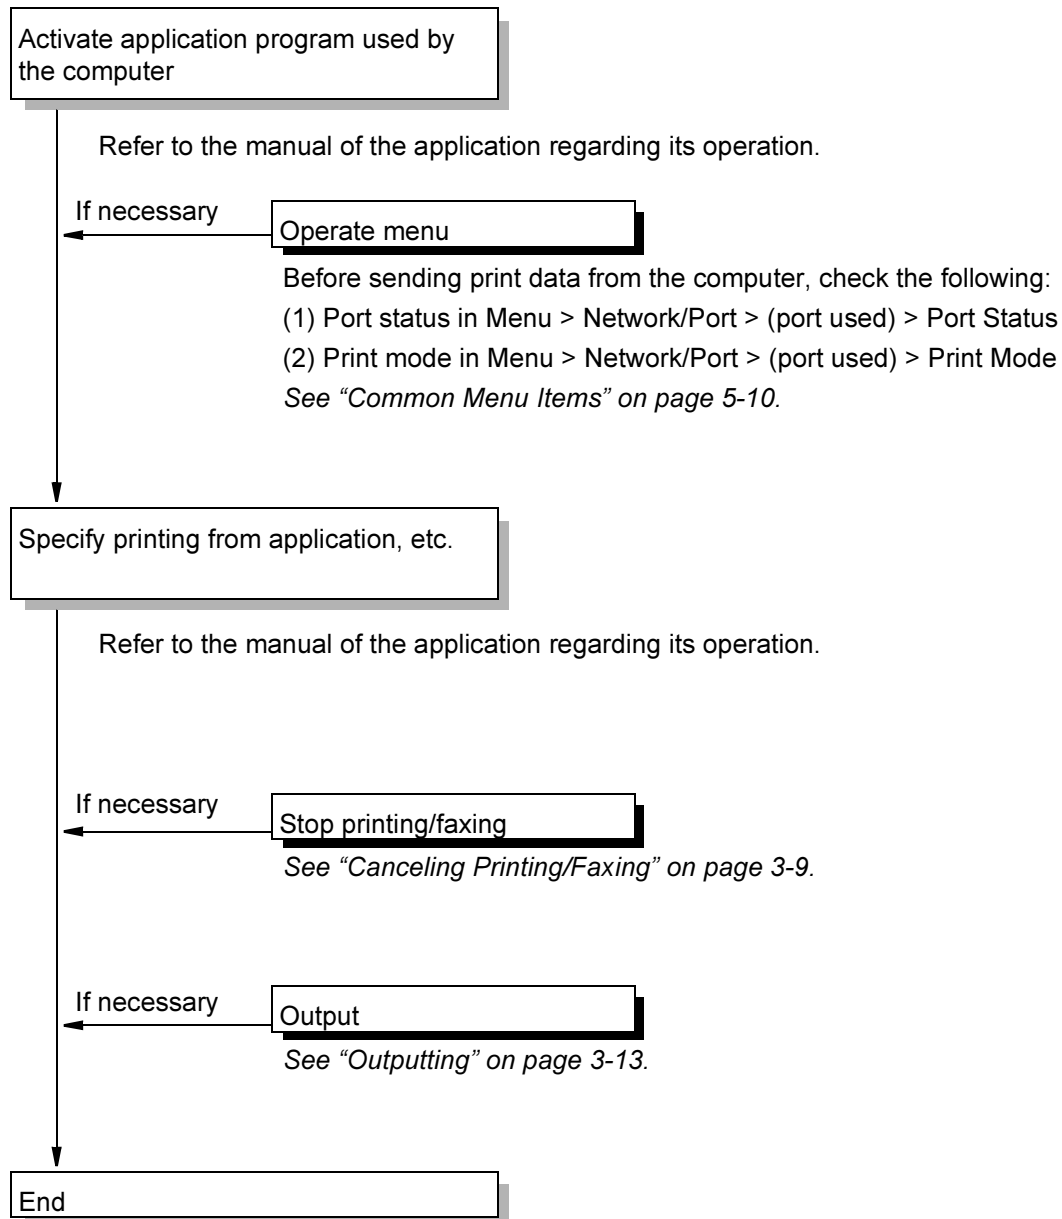 Activate application program used by
the computer
Refer to the manual of the application regarding its operation.
If necessary
Operate menu
Before sending print data from the computer, check the following:
(1) Port status in Menu > Network/Port > (port used) > Port Status
(2) Print mode in Menu > Network/Port > (port used) > Print Mode
See “Common Menu Items” on page 5-10.
Specify printing from application, etc.
Refer to the manual of the application regarding its operation.
If necessary
Stop printing/faxing
See “Canceling Printing/Faxing” on page 3-9.
If necessary
Output
See “Outputting” on page 3-13.
End